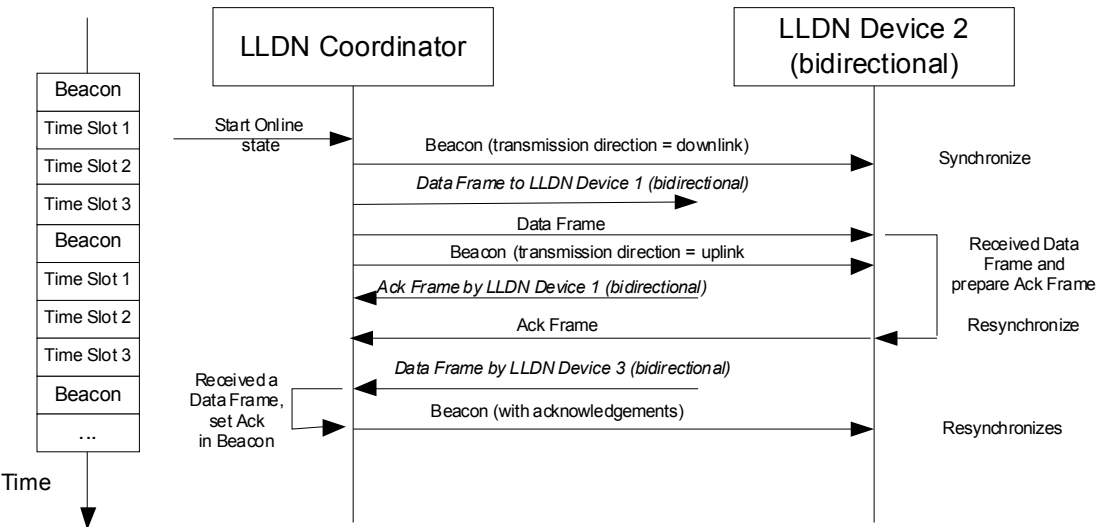 LLDN Coordinator
LLDN Device 2
(bidirectional)
Beacon
Time Slot 1
Time Slot 2
Time Slot 3
Beacon
Time Slot 1
Time Slot 2
Time Slot 3
Beacon
...
Time
Start Online
state
Beacon (transmission direction = downlink)
Synchronize
Data Frame to LLDN Device 1 (bidirectional)
Data Frame
Beacon (transmission direction = uplink
Received Data
Frame and
prepare Ack Frame
Ack Frame by LLDN Device 1 (bidirectional)
Ack Frame
Resynchronize
Data Frame by LLDN Device 3 (bidirectional)
Received a
Data Frame,
set Ack
in Beacon
Beacon (with acknowledgements)
Resynchronizes